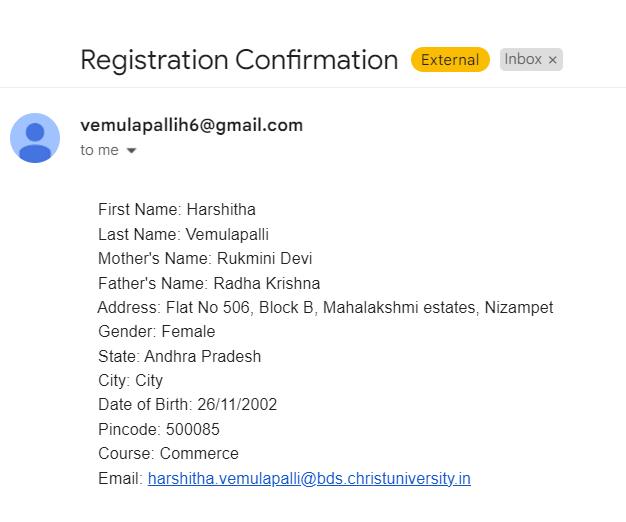 Registration Confirmation External Inbox ×
vemulapallih6@gmail.com
to me
First Name: Harshitha
Last Name: Vemulapalli
Mother's Name: Rukmini Devi
Father's Name: Radha Krishna
Address: Flat No 506, Block B, Mahalakshmi estates, Nizampet
Gender: Female
State: Andhra Pradesh
City: City
Date of Birth: 26/11/2002
Pincode: 500085
Course: Commerce
Email: harshitha.vemulapalli@bds.christuniversity.in